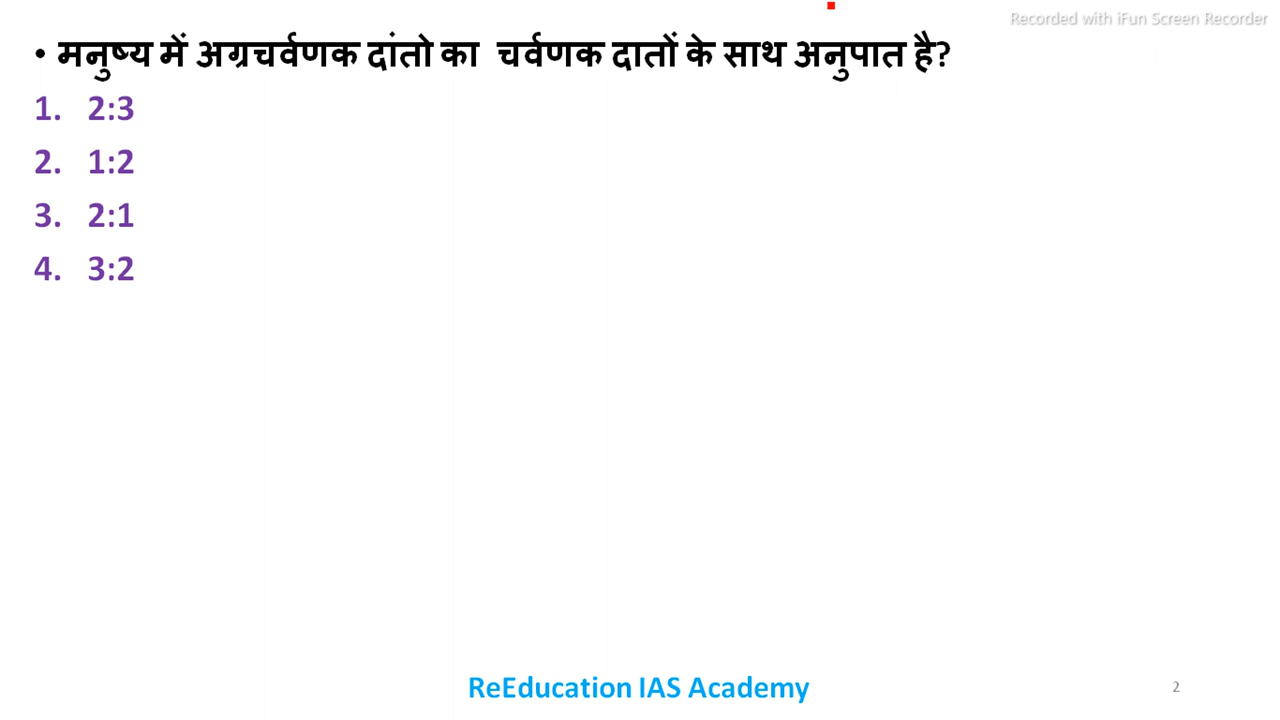 Recorded with iFun Screen Recorder
• मनुष्य में अग्रचर्वणक दांतो का चर्वणक दातों के साथ अनुपात है?
1. 2:3
2. 1:2
3. 2:1
4. 3:2
ReEducation IAS Academy
2